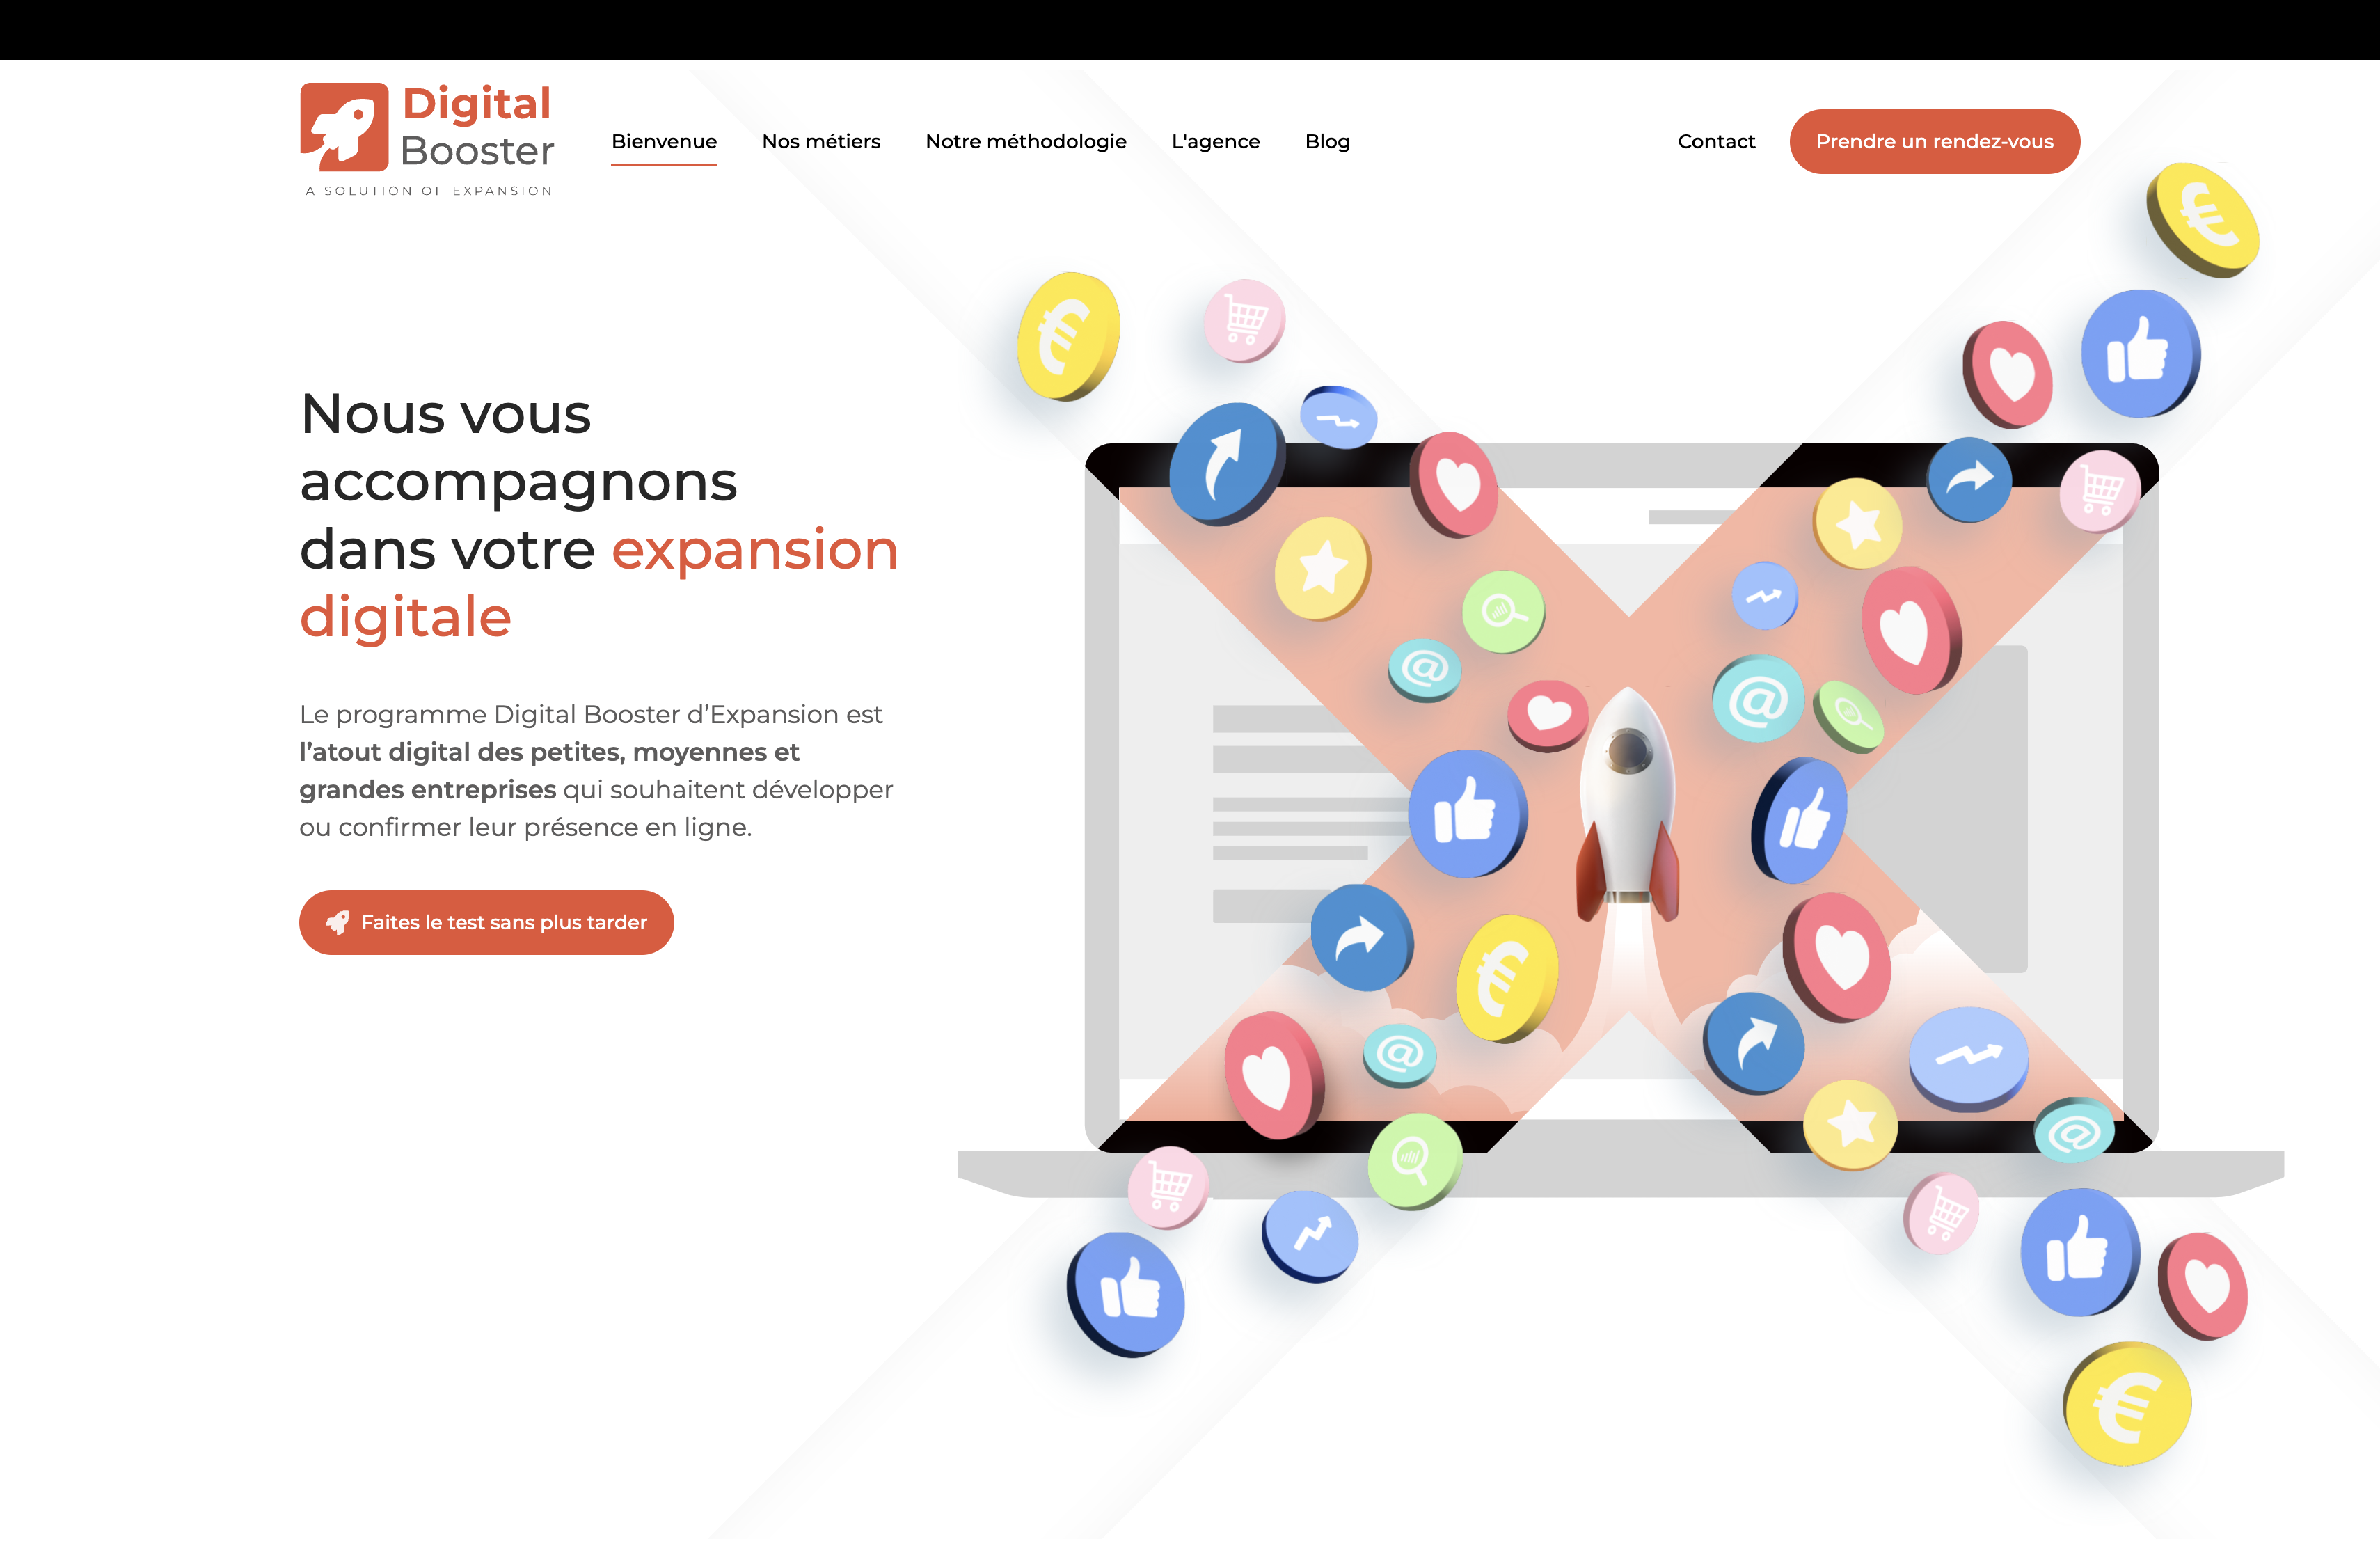 Digital
Booster
A SOLUTION OF EXPANSION
Bienvenue
Nos métiers
Notre méthodologie
L'agence
Blog
Contact
Prendre un rendez-vous
Nous vous
accompagnons
dans votre expansion
digitale
Le programme Digital Booster d’Expansion est
l’atout digital des petites, moyennes et
grandes entreprises qui souhaitent développer
ou confirmer leur présence en ligne.
Faites le test sans plus tarder